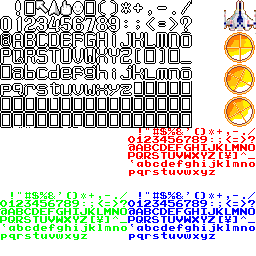 !()*+,-./
0123456789:;<=>?
@ABCDEFGHIJKLMNO
PQRSTUVWXYZ[]_
abcdefghijklmno
pqrstuvwxyz
!"#$%&'()*+,-./
0123456789:;<=>?
@ABCDEFGHIJKLMNO
PQRSTUVWXYZ[¥]^_
`abcdefghijklmno
pqrstuvwxyz
!"#$%&'()*+,-./
0123456789:;<=>?
@ABCDEFGHIJKLMNO
PQRSTUVWXYZ[¥]^_
`abcdefghijklmno
pqrstuvwxyz
!"#$%&'()*+,-./
0123456789:;<=>?
@ABCDEFGHIJKLMNO
PQRSTUVWXYZ[¥]^_
`abcdefghijklmno
pqrstuvwxyz